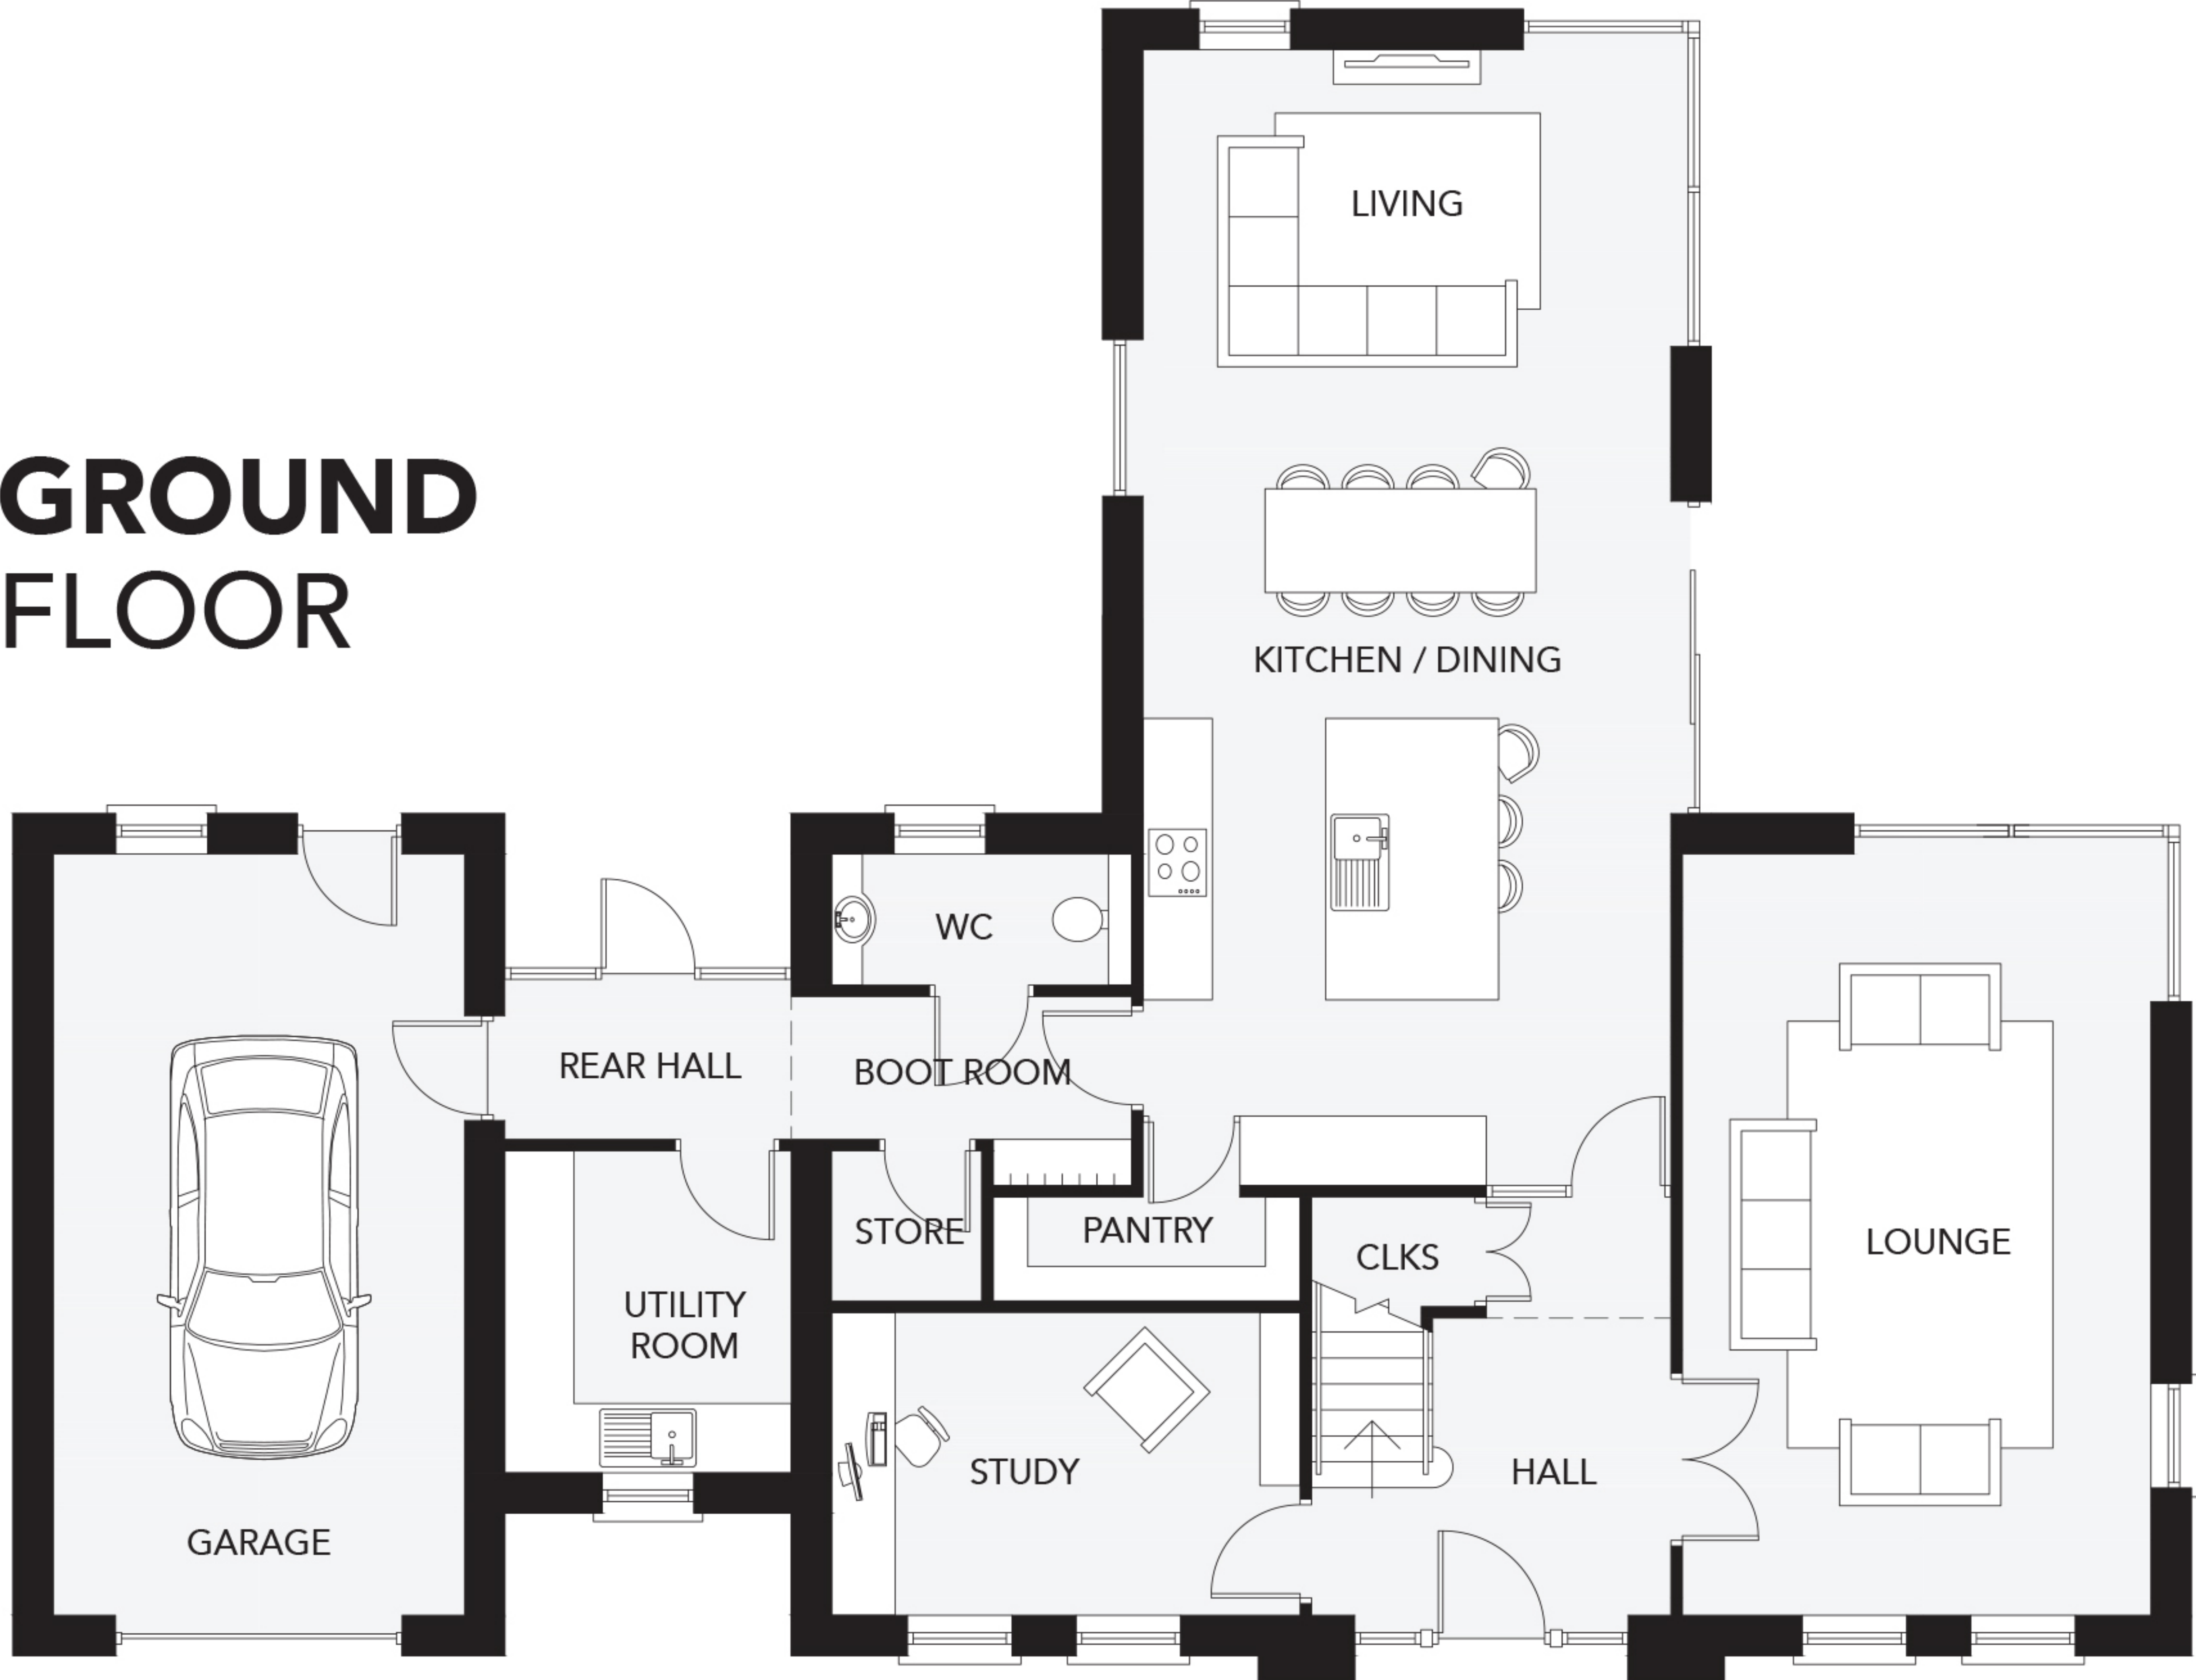 GROUND
FLOOR
LIVING
KITCHEN / DINING
WC
REAR HALL
BOOT ROOM
STORE
PANTRY
CLKS
LOUNGE
UTILITY
ROOM
STUDY
HALL
GARAGE